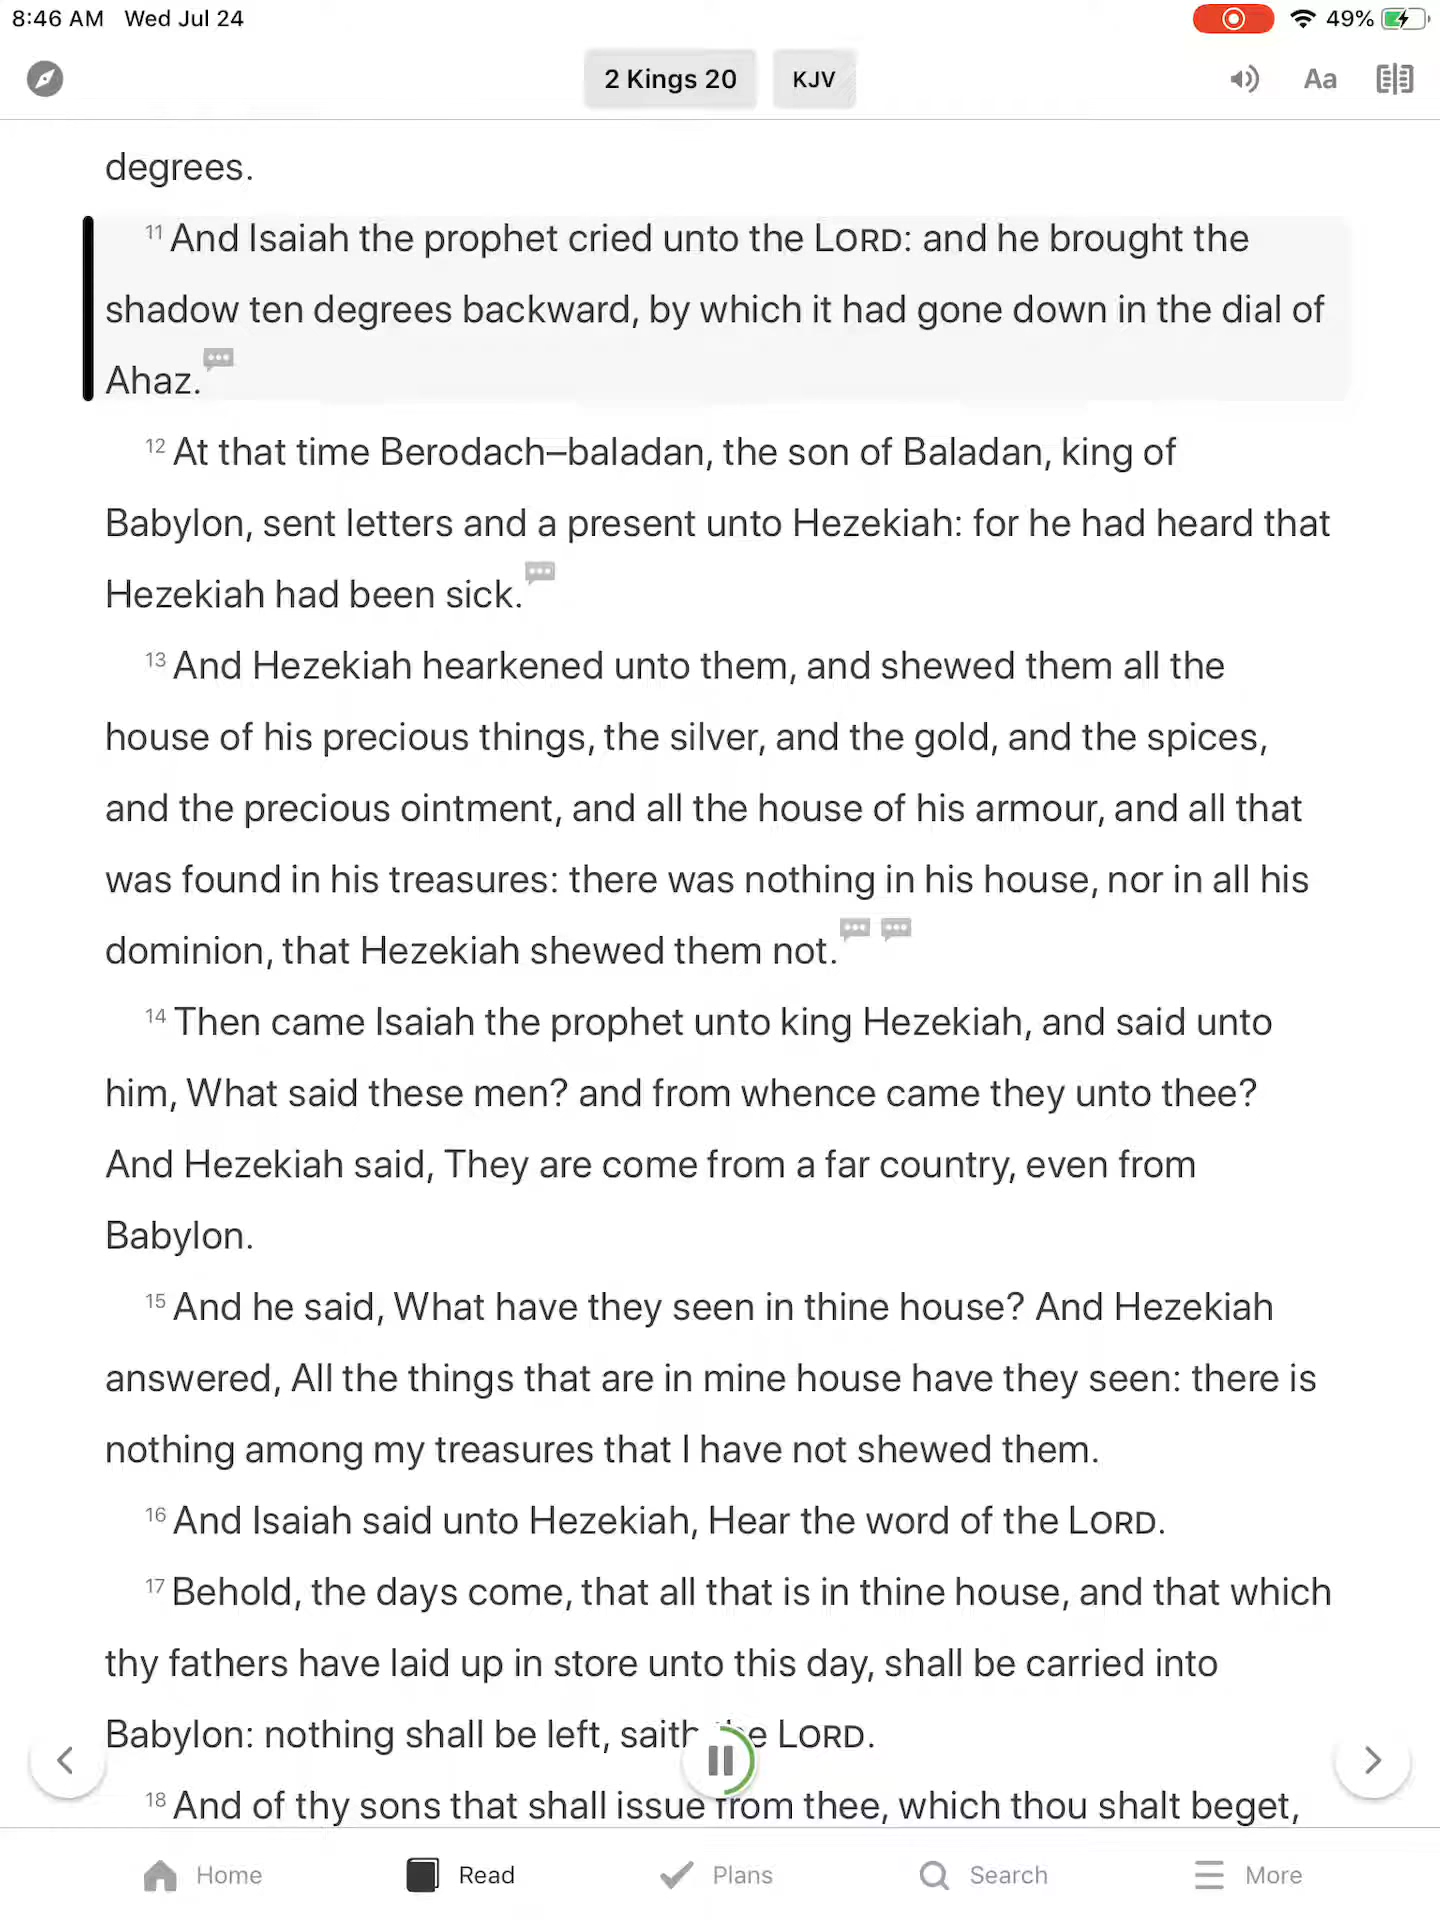 8:46 AM Wed Jul 24 49%
2 Kings 20 KJV Aa
degrees.
11 And Isaiah the prophet cried unto the LORD: and he brought the
shadow ten degrees backward, by which it had gone down in the dial of
Ahaz.
12 At that time Berodach–baladan, the son of Baladan, king of
Babylon, sent letters and a present unto Hezekiah: for he had heard that
Hezekiah had been sick.
13 And Hezekiah hearkened unto them, and shewed them all the
house of his precious things, the silver, and the gold, and the spices,
and the precious ointment, and all the house of his armour, and all that
was found in his treasures: there was nothing in his house, nor in all his
dominion, that Hezekiah shewed them not.
14 Then came Isaiah the prophet unto king Hezekiah, and said unto
him, What said these men? and from whence came they unto thee?
And Hezekiah said, They are come from a far country, even from
Babylon.
15 And he said, What have they seen in thine house? And Hezekiah
answered, All the things that are in mine house have they seen: there is
nothing among my treasures that I have not shewed them.
16 And Isaiah said unto Hezekiah, Hear the word of the LORD.
17 Behold, the days come, that all that is in thine house, and that which
thy fathers have laid up in store unto this day, shall be carried into
Babylon: nothing shall be left, saith the LORD.
18 And of thy sons that shall issue from thee, which thou shalt beget,
Home Read Plans Search More